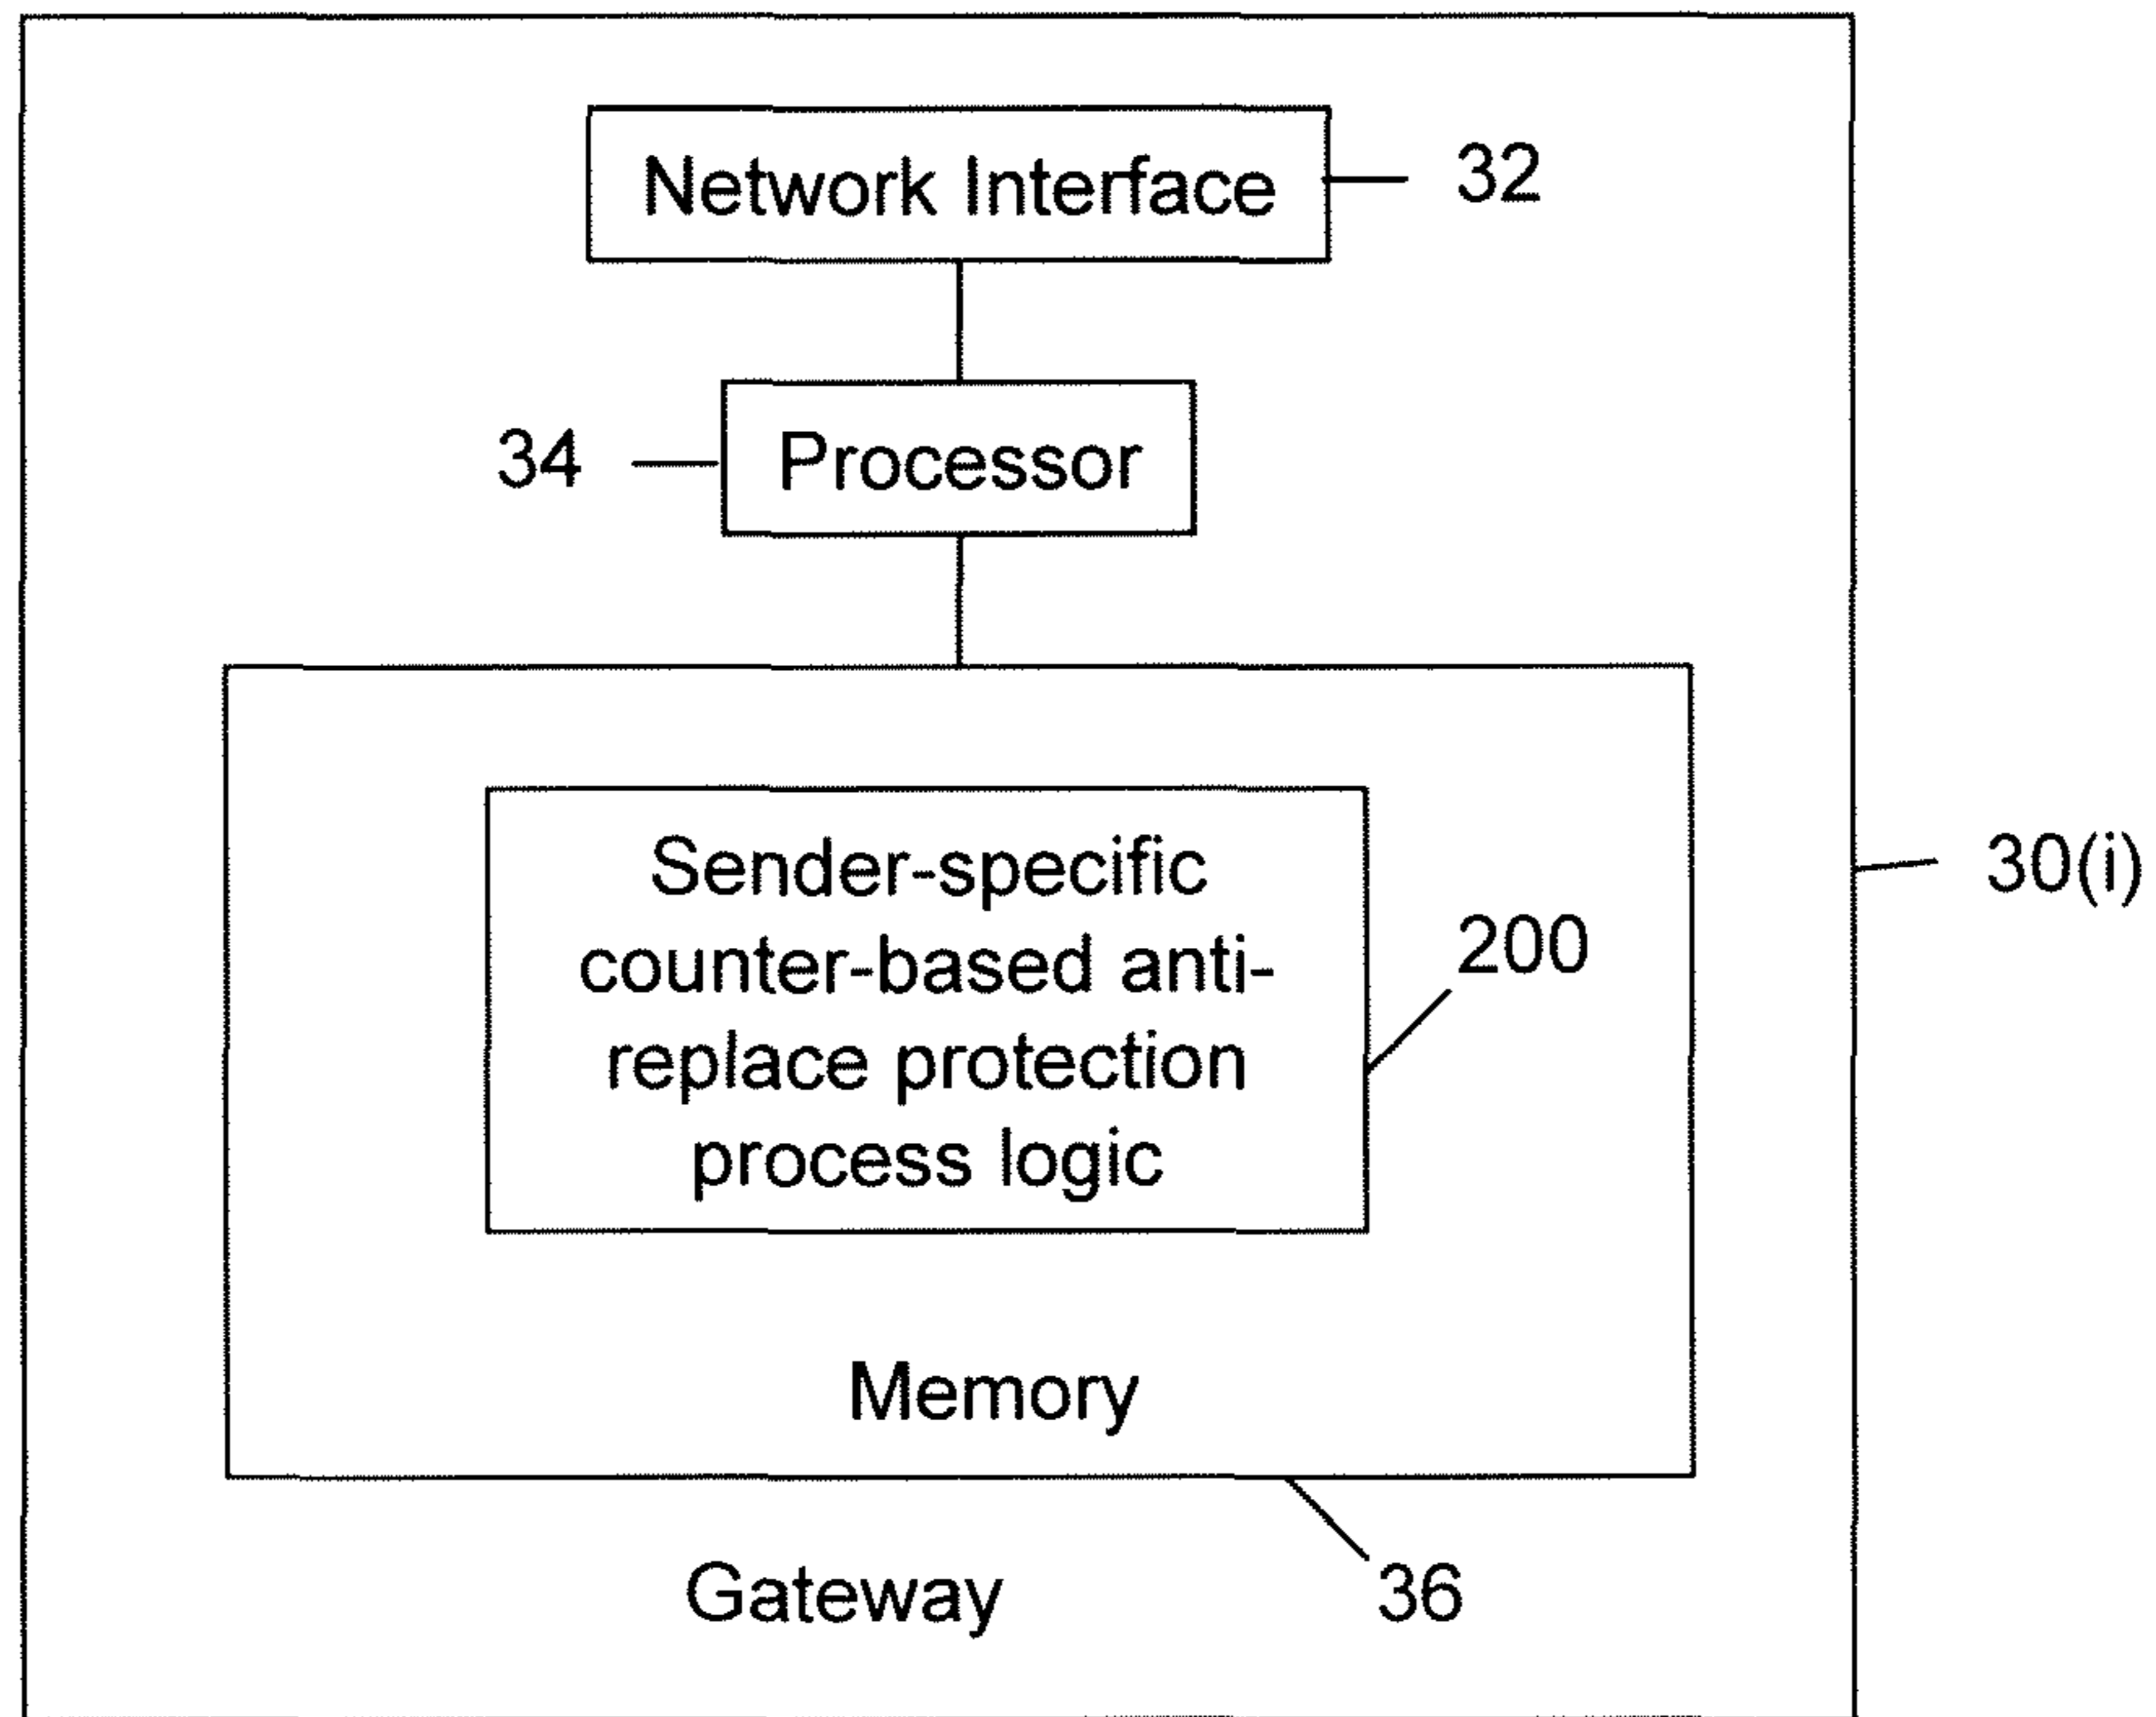 Network Interface
32
34
Processor
Sender-specific
counter-based anti-
replace protection
process logic
200
30(i)
Memory
Gateway
36